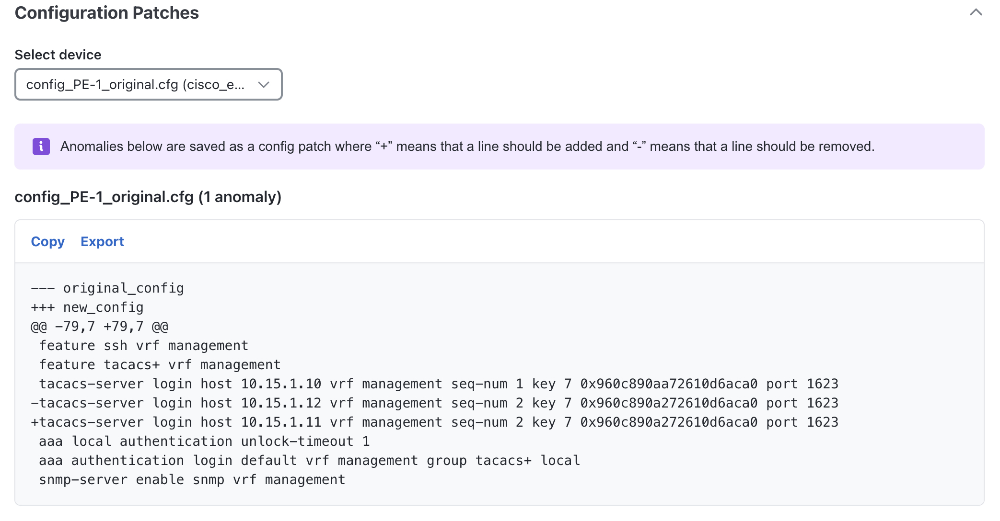 Configuration Patches
Select device
config_PE-1_original.cfg (cisco_e...
i Anomalies below are saved as a config patch where “+” means that a line should be added and “-” means that a line should be removed.
config_PE-1_original.cfg (1 anomaly)
Copy Export
--- original_config
+++ new_config
@@ -79,7 +79,7 @@
 feature ssh vrf management
 feature tacacs+ vrf management
 tacacs-server login host 10.15.1.10 vrf management seq-num 1 key 7 0x960c890aa72610d6aca0 port 1623
-tacacs-server login host 10.15.1.12 vrf management seq-num 2 key 7 0x960c890a272610d6aca0 port 1623
+tacacs-server login host 10.15.1.11 vrf management seq-num 2 key 7 0x960c890a272610d6aca0 port 1623
 aaa local authentication unlock-timeout 1
 aaa authentication login default vrf management group tacacs+ local
 snmp-server enable snmp vrf management